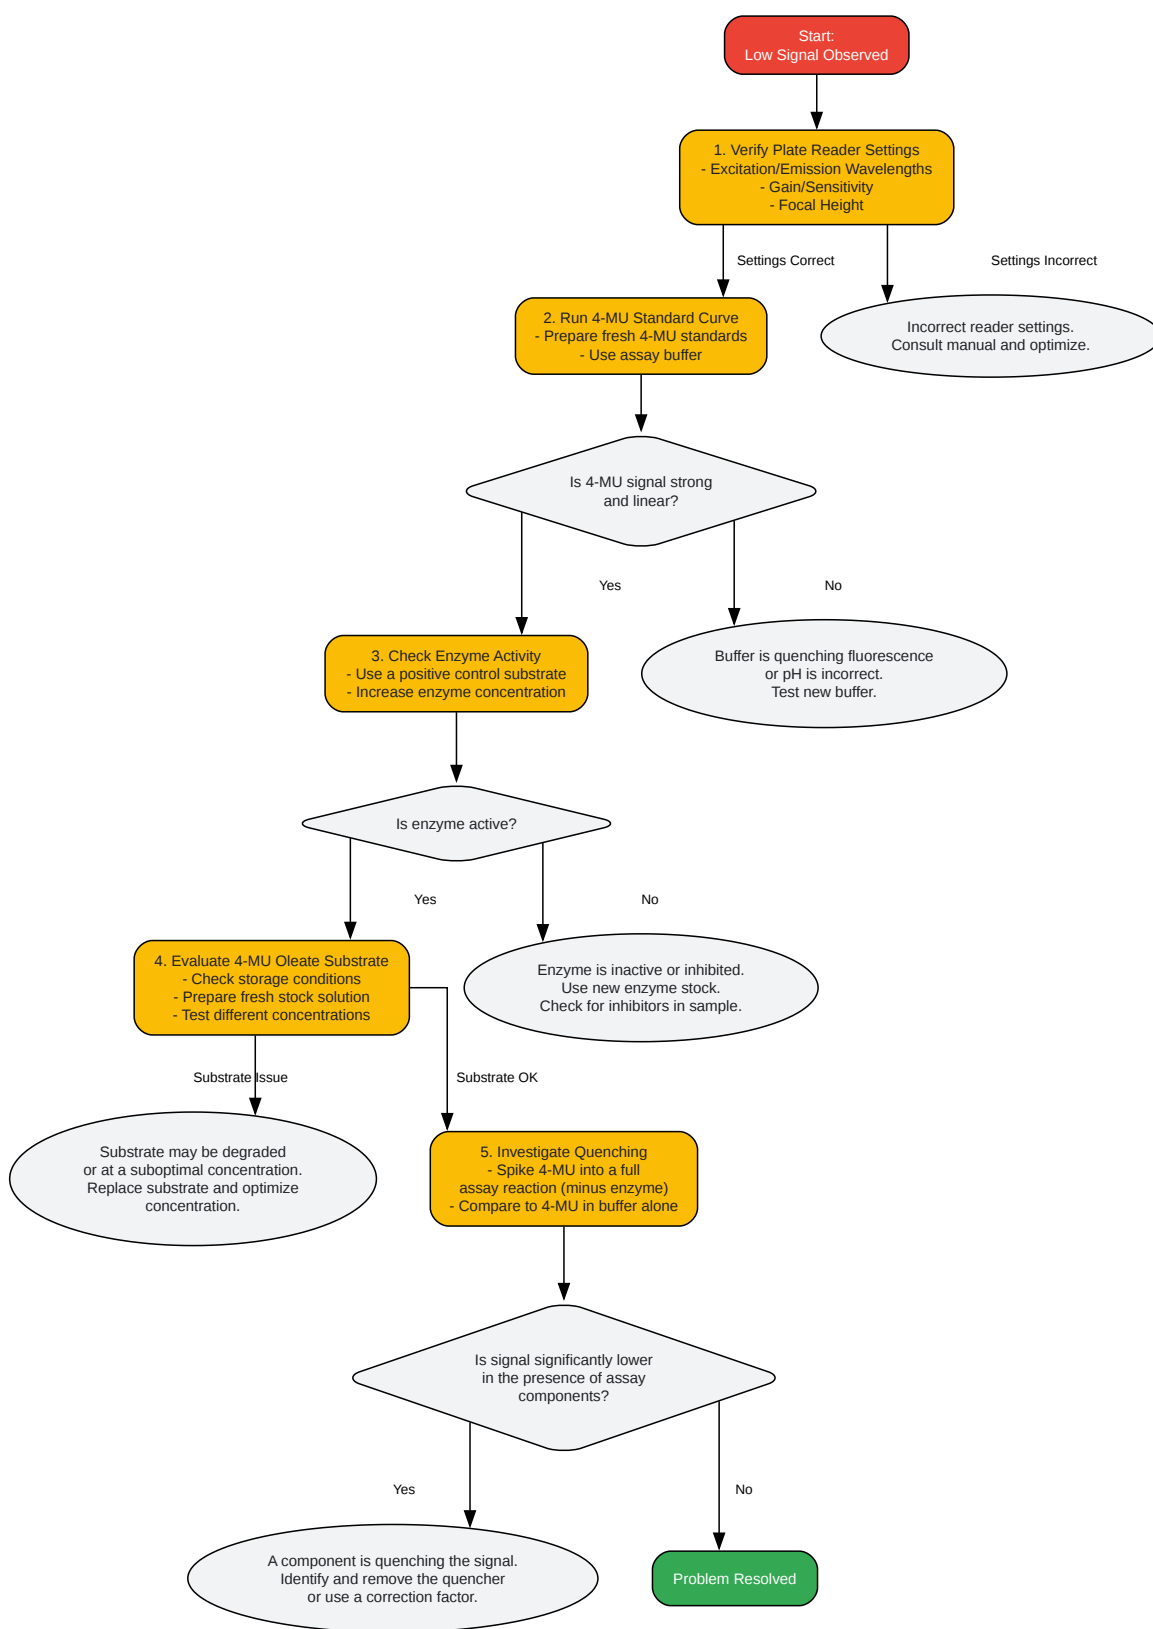 Start:
Low Signal Observed
1. Verify Plate Reader Settings
- Excitation/Emission Wavelengths
- Gain/Sensitivity
- Focal Height
Settings Correct
Settings Incorrect
2. Run 4-MU Standard Curve
- Prepare fresh 4-MU standards
- Use assay buffer
Incorrect reader settings.
Consult manual and optimize.
Is 4-MU signal strong
and linear?
Yes
No
3. Check Enzyme Activity
- Use a positive control substrate
- Increase enzyme concentration
Buffer is quenching fluorescence
or pH is incorrect.
Test new buffer.
Is enzyme active?
Yes
No
4. Evaluate 4-MU Oleate Substrate
- Check storage conditions
- Prepare fresh stock solution
- Test different concentrations
Enzyme is inactive or inhibited.
Use new enzyme stock.
Check for inhibitors in sample.
Substrate Issue
Substrate OK
Substrate may be degraded
or at a suboptimal concentration.
Replace substrate and optimize
concentration.
5. Investigate Quenching
- Spike 4-MU into a full
assay reaction (minus enzyme)
- Compare to 4-MU in buffer alone
Is signal significantly lower
in the presence of assay
components?
Yes
No
A component is quenching the signal.
Identify and remove the quencher
or use a correction factor.
Problem Resolved